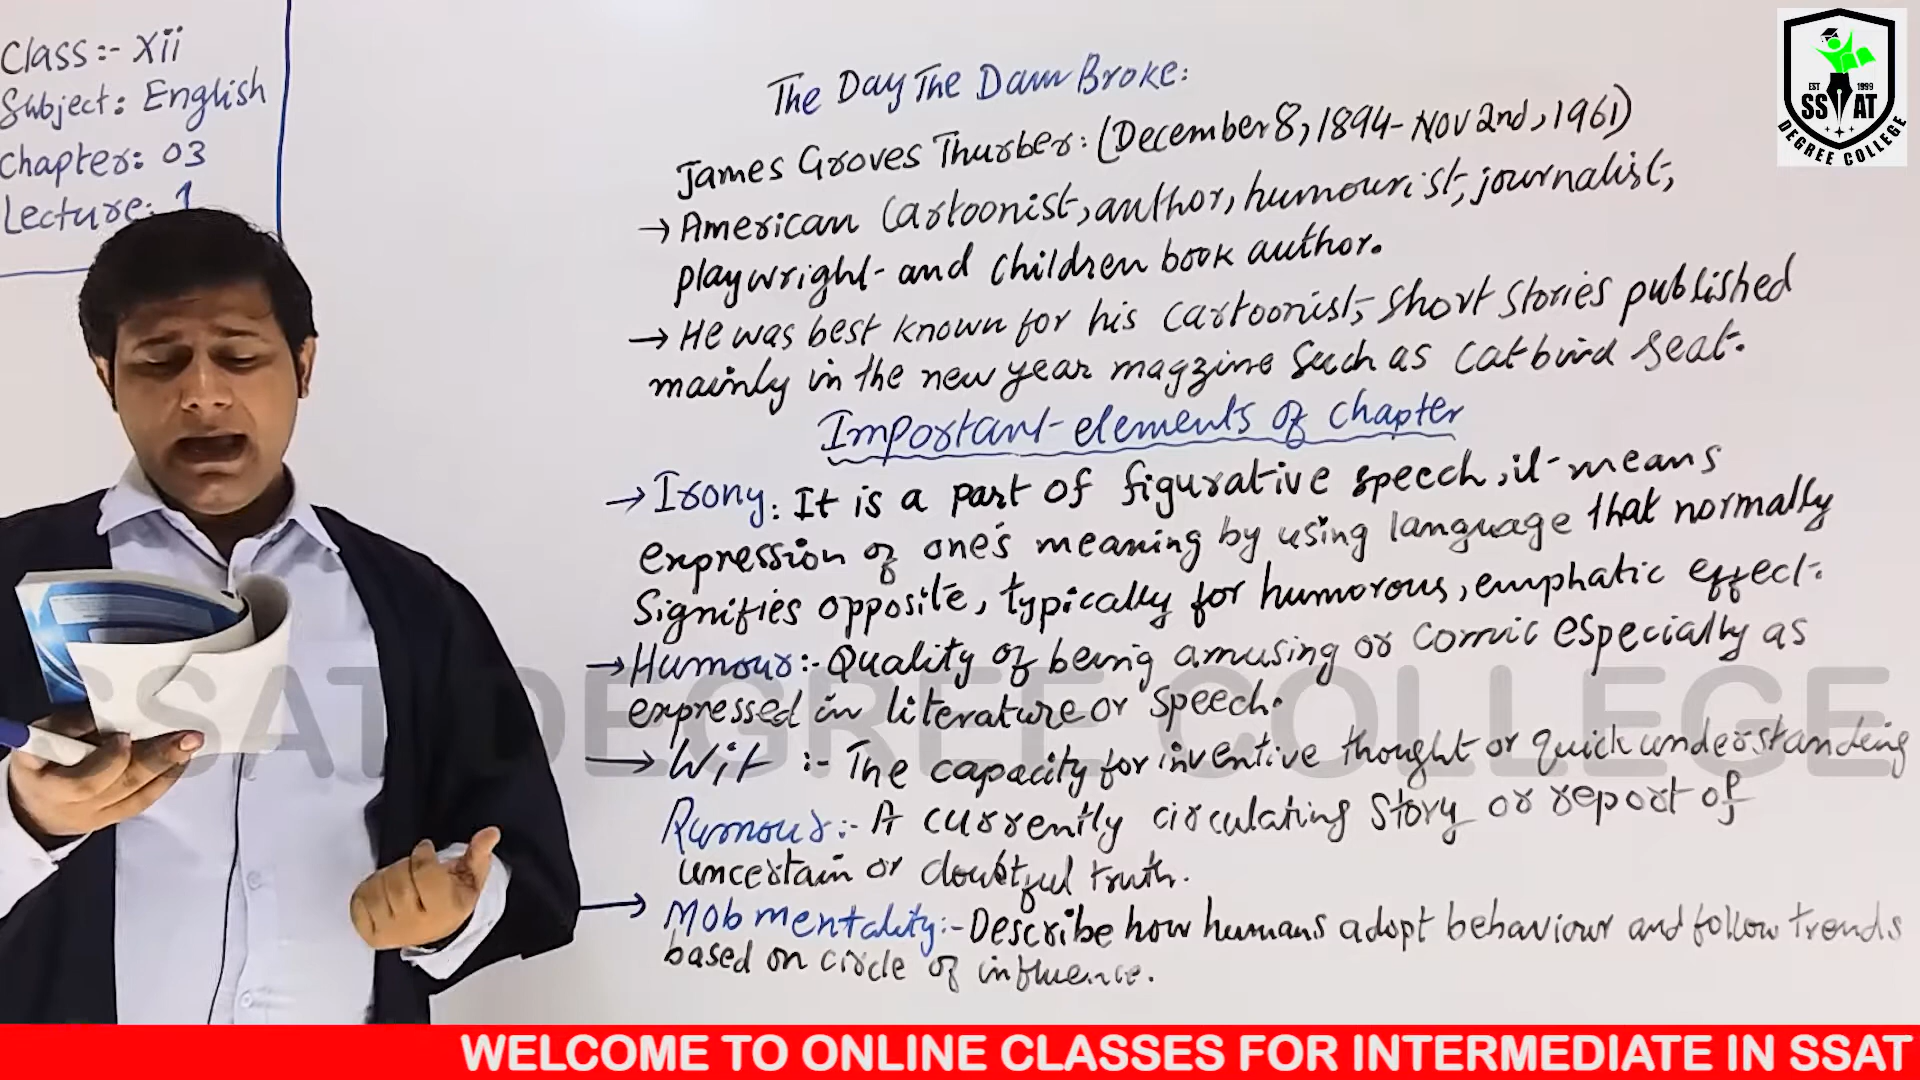 Class:- Xii
Subject: English
Chapter: 03
Lecture: 1
The Day The Dam Broke:
James Groves Thurber: (December 8, 1894- Nov 2nd, 1961)
→ American Cartoonist, author, humourist, journalist,
playwright- and children book author.
→ He was best known for his cartoonist, Short Stories published
mainly in the new year magzine Such as Catbird Seat.
Important elements of chapter
→ Irony: It is a part of figurative speech, it means
expression of one's meaning by using language that normally
Signifies opposite, typically for humorous, emphatic effect.
→ Humour:- Quality of being amusing or comic especially as
expressed in literature or speech.
→ Wit :- The capacity for inventive thought or quick understanding
Rumour:- A currently circulating Story or report of
uncertain or doubtful truth.
→ Mob mentality:- Describe how humans adopt behaviour and follow trends
based on circle of influence.
EST 1999
SSAT
DEGREE COLLEGE
SSAT DEGREE COLLEGE
WELCOME TO ONLINE CLASSES FOR INTERMEDIATE IN SSAT